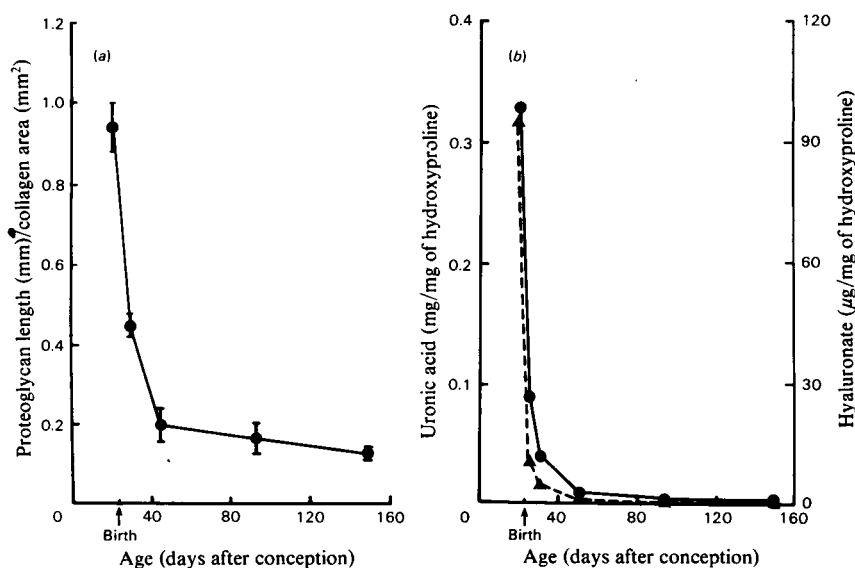 (a)
Proteoglycan length (mm)/collagen area (mm²)
1.0
0.8
0.6
0.4
0.2
0
40
80
120
160
Birth
Age (days after conception)
(b)
Uronic acid (mg/mg of hydroxyproline)
0.4
0.3
0.2
0.1
Hyaluronate (μg/mg of hydroxyproline)
120
90
60
30
0
0
40
80
120
160
Birth
Age (days after conception)